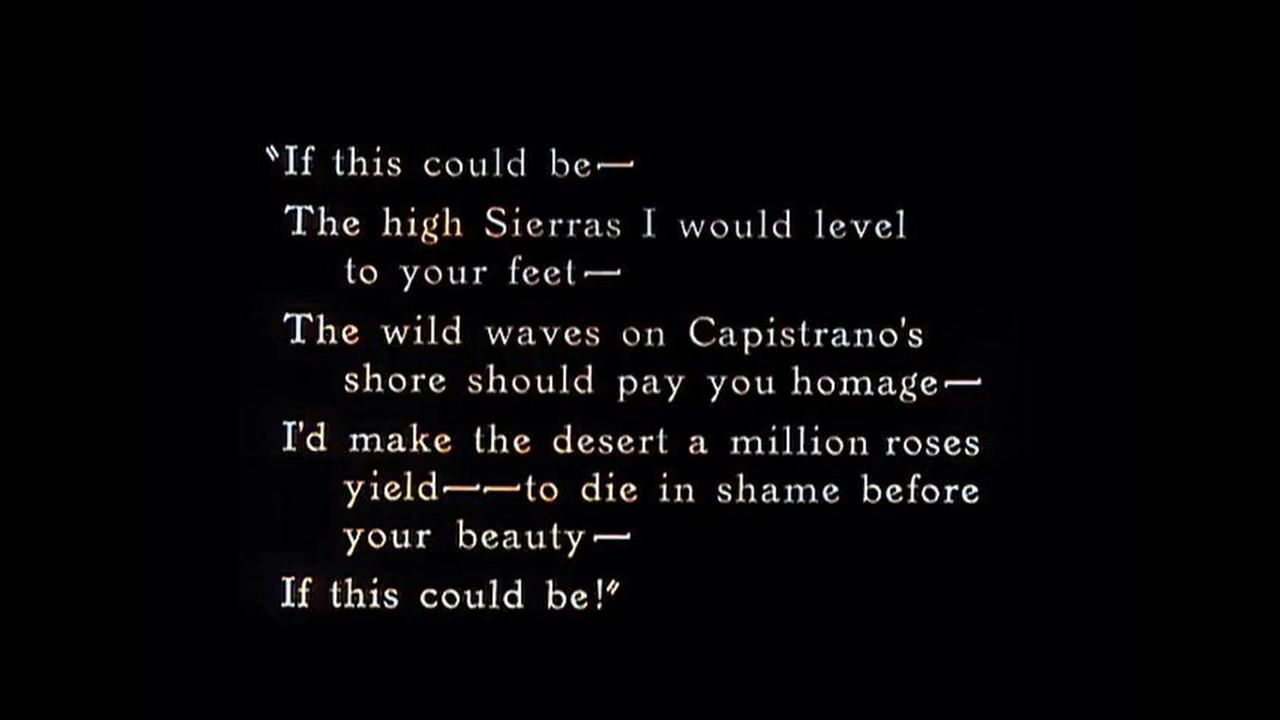 "If this could be—
The high Sierras I would level
to your feet—
The wild waves on Capistrano's
shore should pay you homage—
I'd make the desert a million roses
yield——to die in shame before
your beauty—
If this could be!"